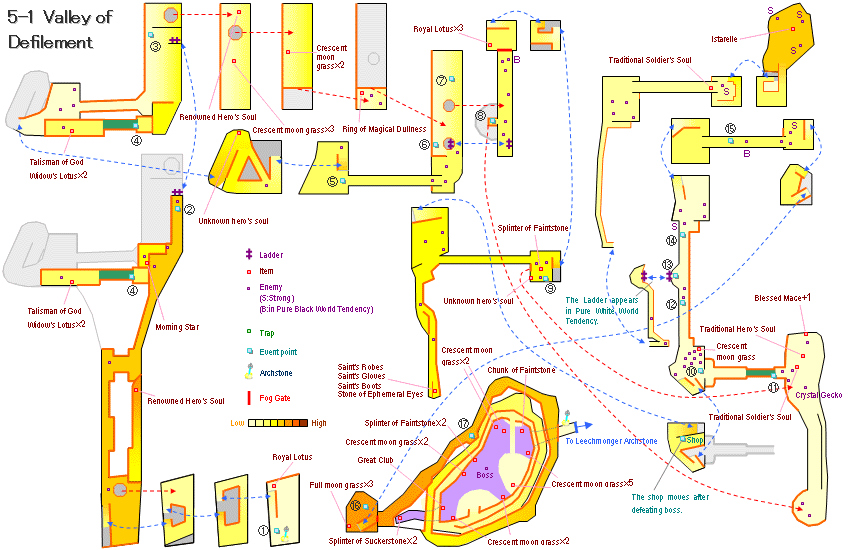 5-1 Valley of
Defilement
③
④
Talisman of God
Widow's Lotus×2
Renowned Hero's Soul
Crescent moon grass×3
Crescent
moon
grass×2
Ring of Magical Dullness
Unknown hero's soul
⑤
⑥
⑦
⑧
Royal Lotus×3
B
S
S
S
S
Istarelle
Traditional Soldier's Soul
S
⑮
B
S
②
④
Talisman of God
Widow's Lotus×2
Morning Star
Renowned Hero's Soul
Royal Lotus
①
Ladder
Item
Enemy
(S:Strong)
(B:in Pure Black World Tendency)
Trap
Event point
Archstone
Fog Gate
Low
High
Splinter of Faintstone
Unknown hero's soul
⑨
S
⑭
⑬
⑫
The Ladder appears
in Pure White World
Tendency.
Blessed Mace+1
Traditional Hero's Soul
Crescent
moon grass
⑩
⑪
Crystal Gecko
Traditional Soldier's Soul
Shop
The shop moves after
defeating boss.
Saint's Robes
Saint's Gloves
Saint's Boots
Stone of Ephemeral Eyes
Crescent moon
grass×2
Chunk of Faintstone
Splinter of Faintstone×2
⑰
Crescent moon grass×2
Great Club
Full moon grass×3
⑯
Boss
To Leechmonger Archstone
Crescent moon grass×5
Splinter of Suckerstone×2
Crescent moon grass×2